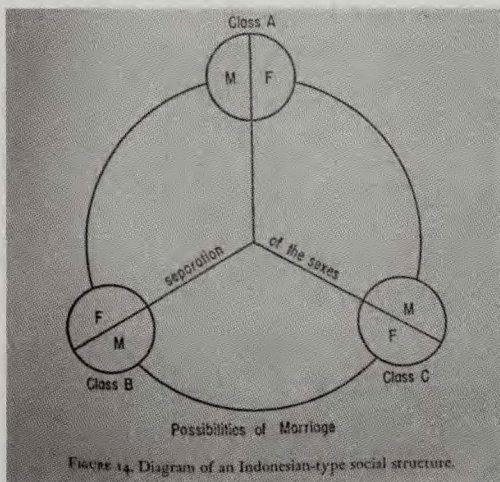 Class A
M F
separation of the sexes
F M
M F
Class B
Class C
Possibilities of Marriage
FIGURE 14. Diagram of an Indonesian-type social structure.